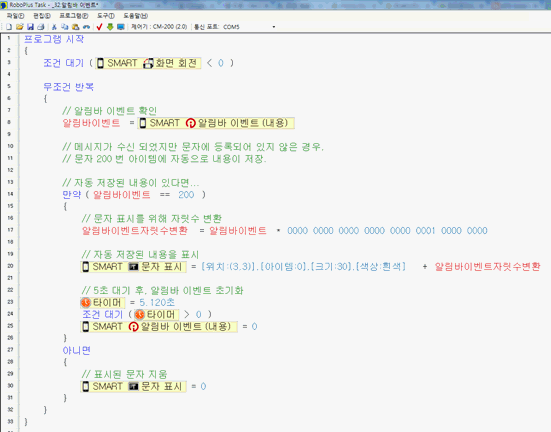 RoboPlus Task - _32 알림바 이벤트*
파일(F) 편집(E) 프로그램(P) 도구(T) 도움말(H)
제어기 : CM-200 (2.0) 통신 포트 : COM5
1 프로그램 시작
2 {
3 조건 대기 ( SMART 화면 회전 < 0 )
4
5 무조건 반복
6 {
7 // 알림바 이벤트 확인
8 알림바이벤트 = SMART 알림바 이벤트 (내용)
9
10 // 메시지가 수신 되었지만 문자에 등록되어 있지 않은 경우,
11 // 문자 200 번 아이템에 자동으로 내용이 저장.
12
13 // 자동 저장된 내용이 있다면...
14 만약 ( 알림바이벤트 == 200 )
15 {
16 // 문자 표시를 위해 자릿수 변환
17 알림바이벤트자릿수변환 = 알림바이벤트 * 0000 0000 0000 0000 0000 0001 0000 0000
18
19 // 자동 저장된 내용을 표시
20 SMART 문자 표시 = [위치:(3,3)],[아이템:0],[크기:30],[색상:흰색] + 알림바이벤트자릿수변환
21
22 // 5초 대기 후, 알림바 이벤트 초기화
23 타이머 = 5.120초
24 조건 대기 ( 타이머 > 0 )
25 SMART 알림바 이벤트 (내용) = 0
26 }
27 아니면
28 {
29 // 표시된 문자 지움
30 SMART 문자 표시 = 0
31 }
32 }
33 }